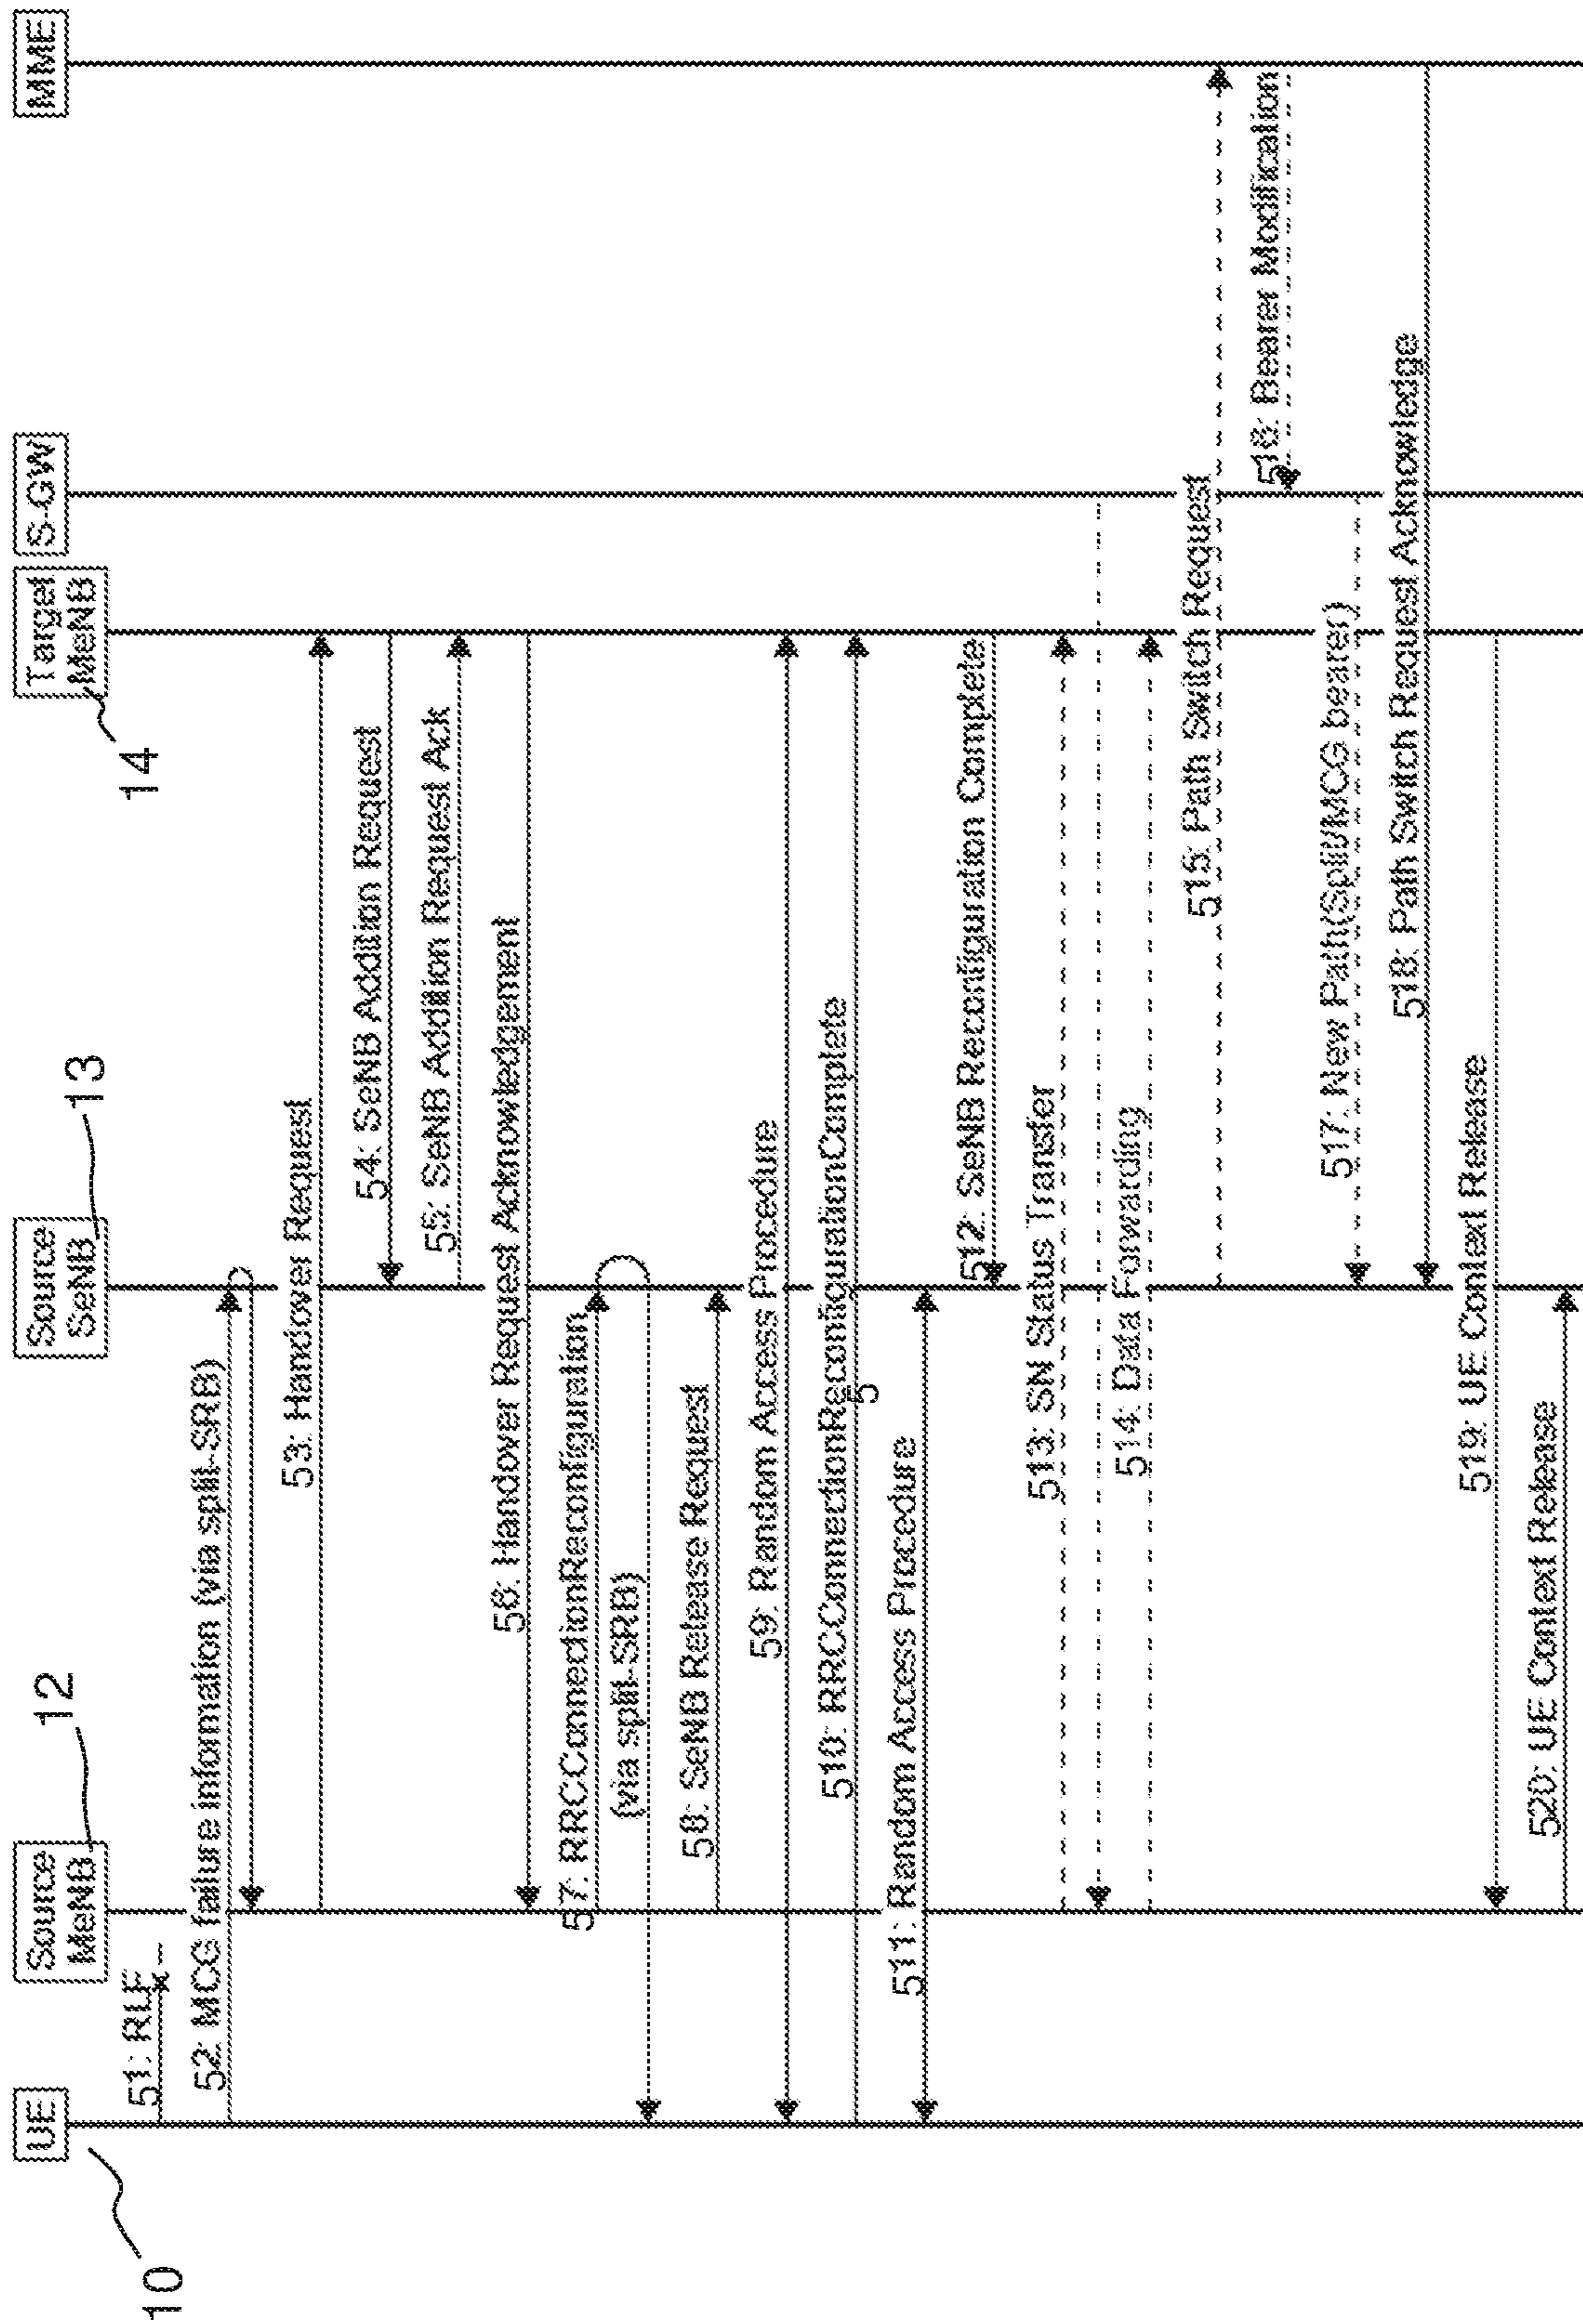 UE
Source
MeNB
Source
SeNB
Target
MeNB
S-GW
MME
10
12
13
14
51: RLF
52: MCG failure information (via split-SRB)
53: Handover Request
54: SeNB Addition Request
55: SeNB Addition Request Ack
56: Handover Request Acknowledgement
57: RRCConnectionReconfiguration
(via split-SRB)
58: SeNB Release Request
59: Random Access Procedure
510: RRCConnectionReconfigurationComplete
5
511: Random Access Procedure
512: SeNB Reconfiguration Complete
513: SN Status Transfer
514: Data Forwarding
515: Path Switch Request
516: Bearer Modification
517: New Path(Split/MCG bearer)
518: Path Switch Request Acknowledge
519: UE Context Release
520: UE Context Release